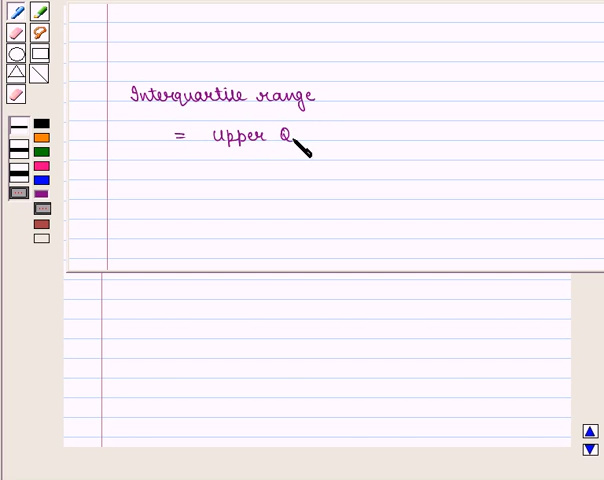 Interquartile range
= Upper Q